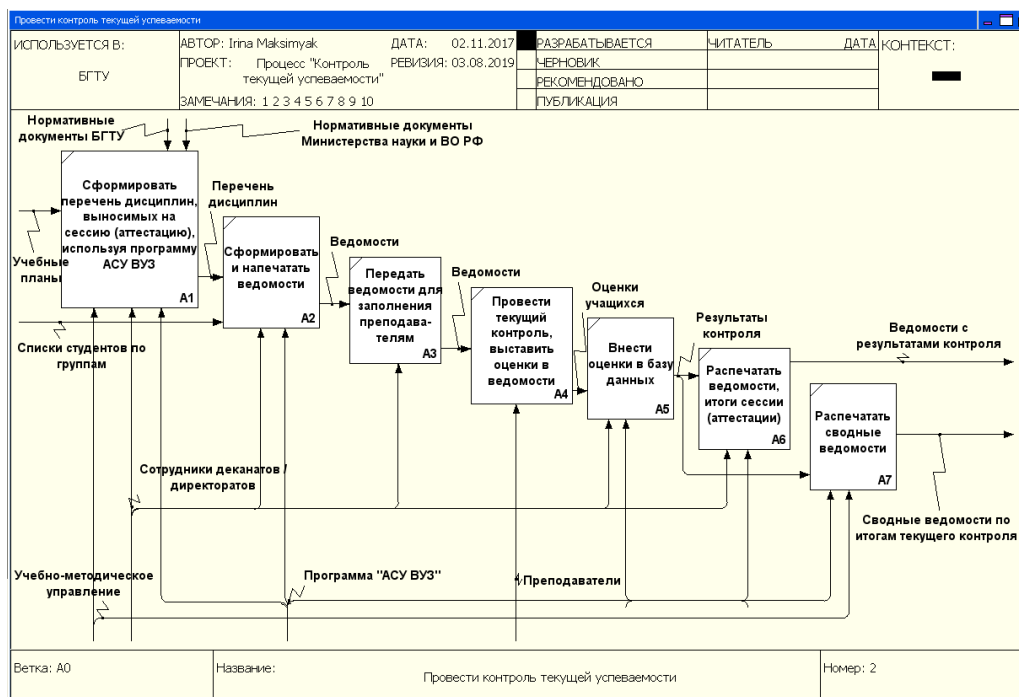 Провести контроль текущей успеваемости
ИСПОЛЬЗУЕТСЯ В:
БГТУ
АВТОР: Irina Maksimyak
ДАТА: 02.11.2017
ПРОЕКТ: Процесс "Контроль
текущей успеваемости"
РЕВИЗИЯ: 03.08.2019
ЗАМЕЧАНИЯ: 1 2 3 4 5 6 7 8 9 10
РАЗРАБАТЫВАЕТСЯ
ЧЕРНОВИК
РЕКОМЕНДОВАНО
ПУБЛИКАЦИЯ
ЧИТАТЕЛЬ
ДАТА
КОНТЕКСТ:
Нормативные
документы БГТУ
Нормативные документы
Министерства науки и ВО РФ
Сформировать
перечень дисциплин,
выносимых на
сессию (аттестацию),
используя программу
АСУ ВУЗ
A1
Учебные
планы
Перечень
дисциплин
Сформировать
и напечатать
ведомости
A2
Списки студентов по
группам
Ведомости
Передать
ведомости для
заполнения
преподава-
телям
A3
Ведомости
Провести
текущий
контроль,
выставить
оценки в
ведомости
A4
Оценки
учащихся
Внести
оценки в базу
данных
A5
Результаты
контроля
Распечатать
ведомости,
итоги сессии
(аттестации)
A6
Ведомости с
результатами контроля
Распечатать
сводные
ведомости
A7
Сотрудники деканатов /
директоратов
Сводные ведомости по
итогам текущего контроля
Учебно-методическое
управление
Программа "АСУ ВУЗ"
Преподаватели
Ветка: A0
Название:
Провести контроль текущей успеваемости
Номер: 2